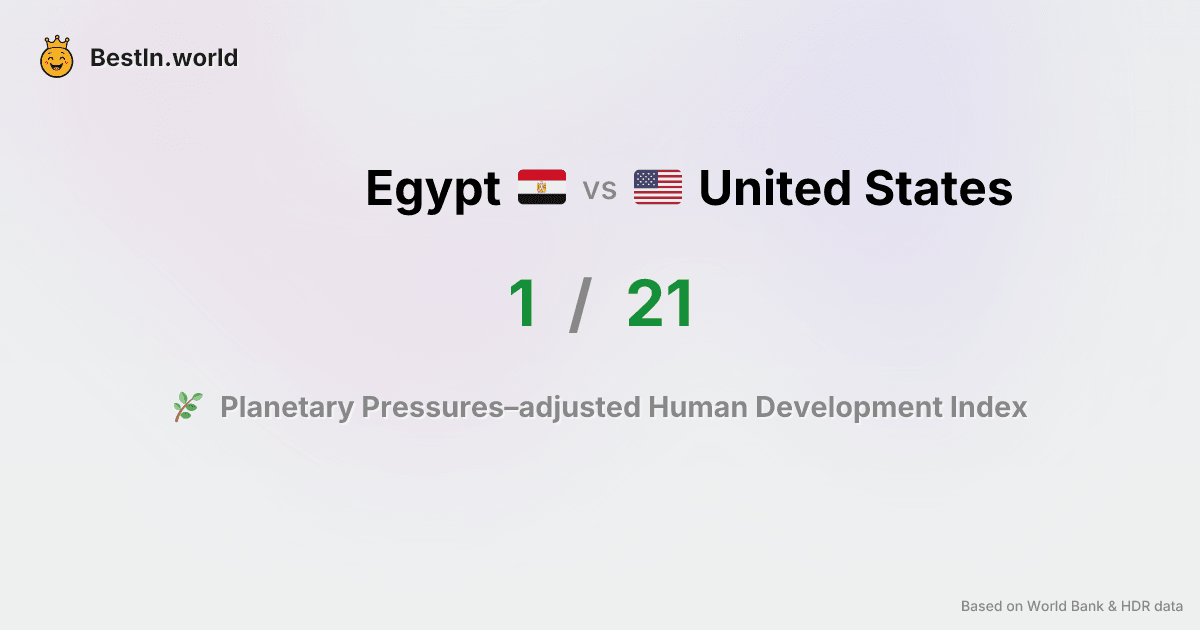 BestIn.world
Egypt vs United States
1 / 21
Planetary Pressures–adjusted Human Development Index
Based on World Bank & HDR data